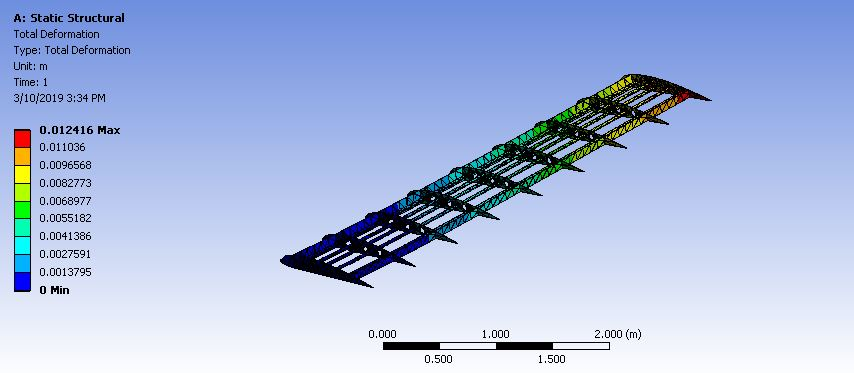 A: Static Structural
Total Deformation
Type: Total Deformation
Unit: m
Time: 1
3/10/2019 3:34 PM
0.012416 Max
0.011036
0.0096568
0.0082773
0.0068977
0.0055182
0.0041386
0.0027591
0.0013795
0 Min
0.000 1.000 2.000 (m)
0.500 1.500